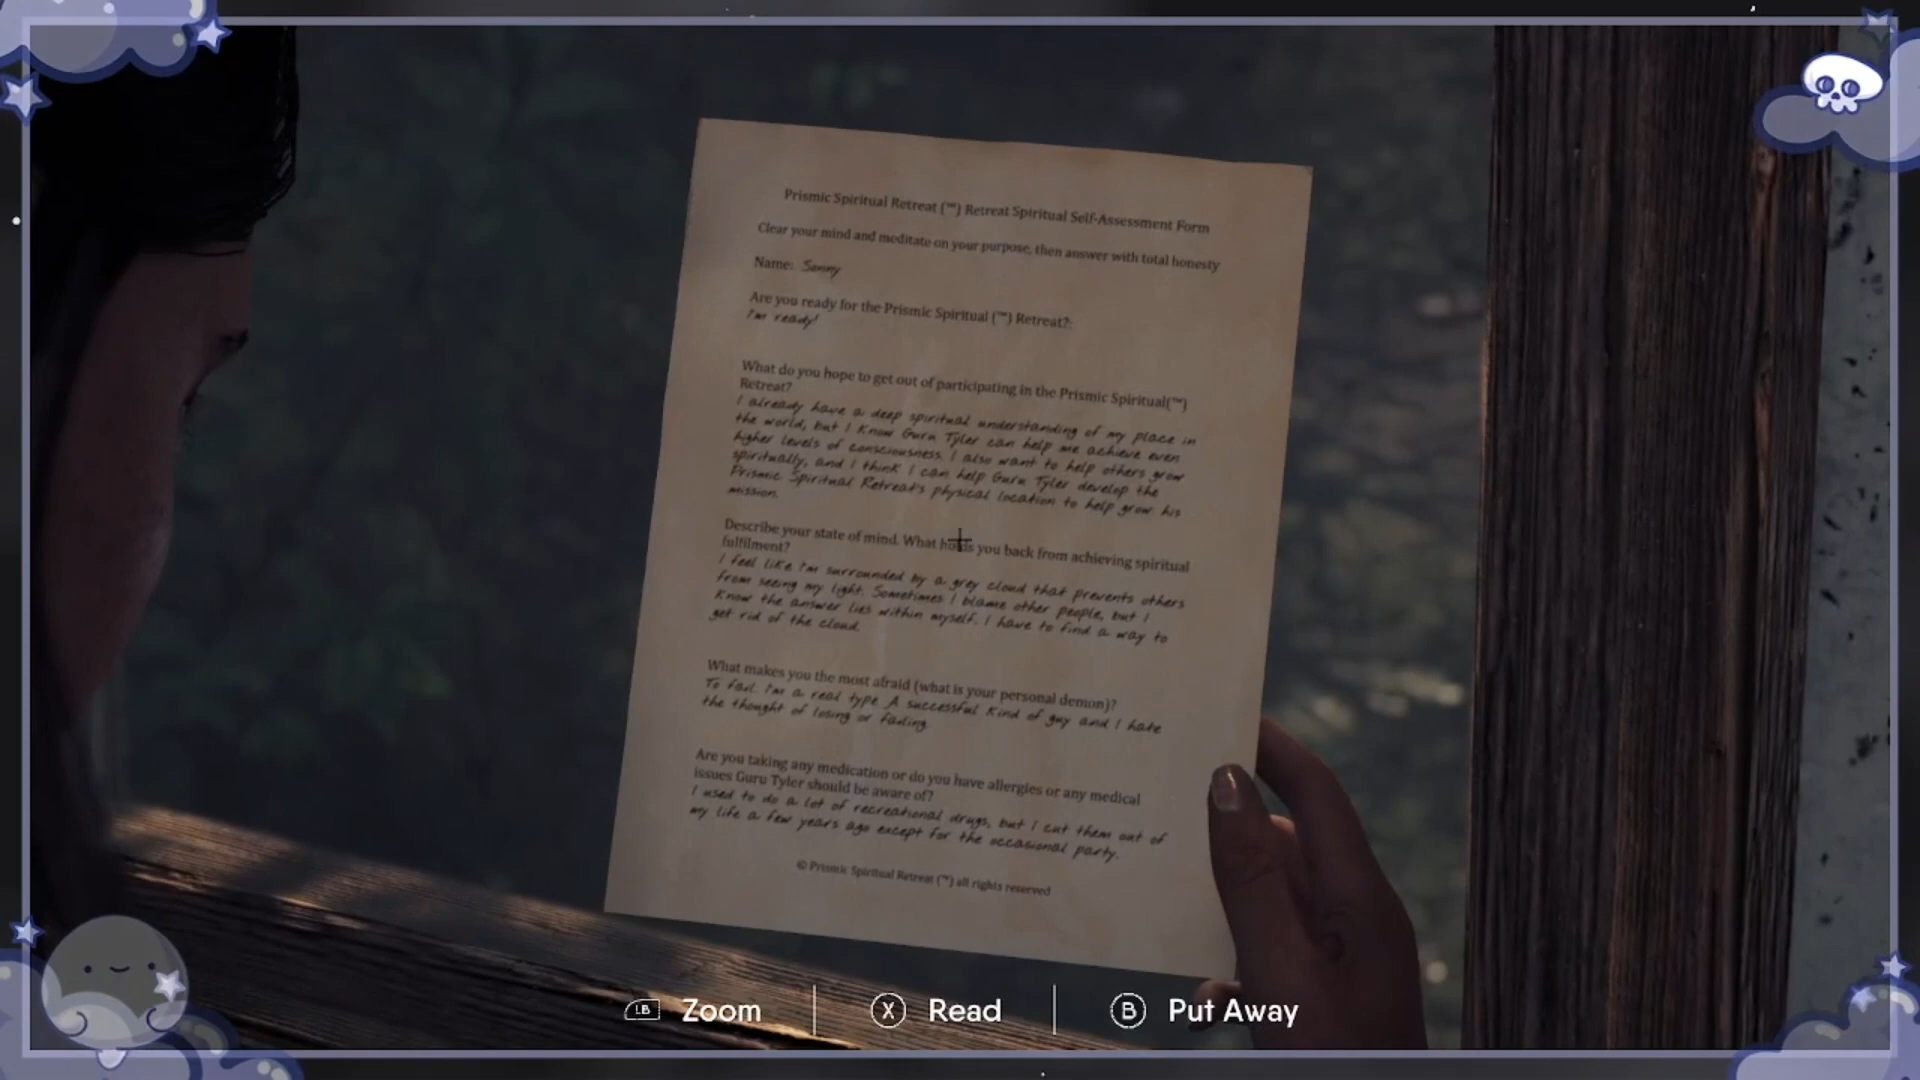 Prismic Spiritual Retreat (™) Retreat Spiritual Self-Assessment Form
Clear your mind and meditate on your purpose, then answer with total honesty
Name: Sonny
Are you ready for the Prismic Spiritual (™) Retreat?:
I'm ready!
What do you hope to get out of participating in the Prismic Spiritual(™)
Retreat?
I already have a deep spiritual understanding of my place in
the world, but I know Guru Tyler can help me achieve even
higher levels of consciousness. I also want to help others grow
spiritually, and I think I can help Guru Tyler develop the
Prismic Spiritual Retreat's physical location to help grow his
mission.
Describe your state of mind. What holds you back from achieving spiritual
fulfilment?
I feel like I'm surrounded by a grey cloud that prevents others
from seeing my light. Sometimes I blame other people, but I
know the answer lies within myself. I have to find a way to
get rid of the cloud.
What makes you the most afraid (what is your personal demon)?
To fail. I'm a real type A successful kind of guy and I hate
the thought of losing or failing.
Are you taking any medication or do you have allergies or any medical
issues Guru Tyler should be aware of?
I used to do a lot of recreational drugs, but I cut them out of
my life a few years ago except for the occasional party.
© Prismic Spiritual Retreat (™) all rights reserved
LB Zoom
X Read
B Put Away